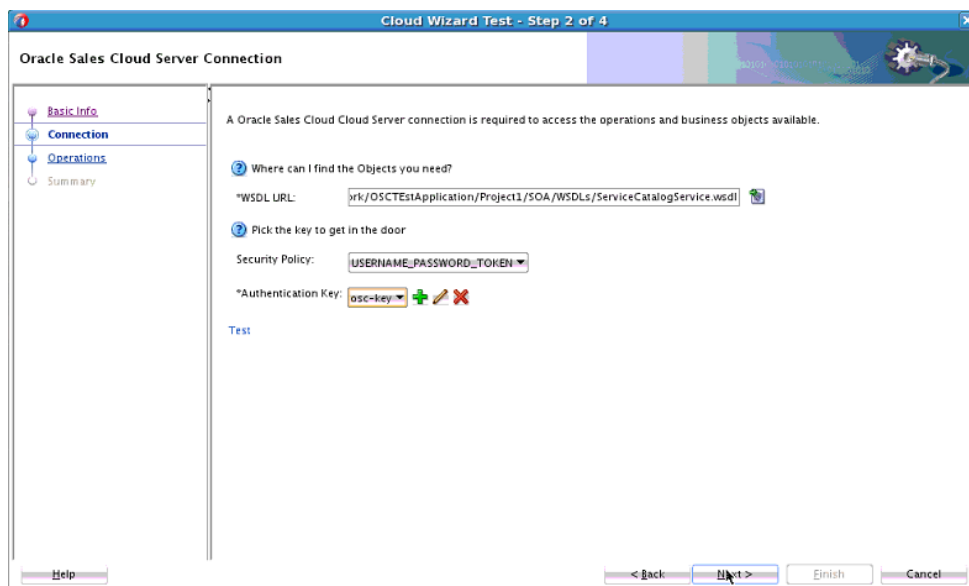 Cloud Wizard Test - Step 2 of 4
Oracle Sales Cloud Server Connection
Basic Info
Connection
Operations
Summary
A Oracle Sales Cloud Cloud Server connection is required to access the operations and business objects available.
Where can I find the Objects you need?
*WSDL URL: ork/OSCTEstApplication/Project1/SOA/WSDLs/ServiceCatalogService.wsdl
Pick the key to get in the door
Security Policy: USERNAME_PASSWORD_TOKEN
*Authentication Key: osc-key
Test
Help < Back Next > Finish Cancel